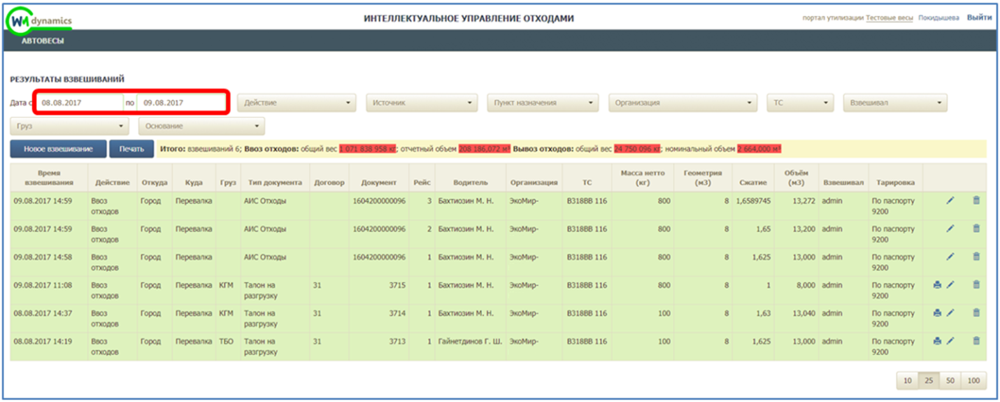 WM dynamics
ИНТЕЛЛЕКТУАЛЬНОЕ УПРАВЛЕНИЕ ОТХОДАМИ
портал утилизации Тестовые весы Покидышева Выйти
АВТОВЕСЫ
РЕЗУЛЬТАТЫ ВЗВЕШИВАНИЙ
Дата с 08.08.2017 по 09.08.2017 Действие Источник Пункт назначения Организация ТС Взвешивал
Груз Основание
Новое взвешивание Печать Итого: взвешиваний 6; Ввоз отходов: общий вес 1 071 838 958 кг; отчетный объем 208 186,072 м³ Вывоз отходов: общий вес 24 750 096 кг; номинальный объем 2 664,000 м³
Время взвешивания Действие Откуда Куда Груз Тип документа Договор Документ Рейс Водитель Организация ТС Масса нетто (кг) Геометрия (м3) Сжатие Объём (м3) Взвешивал Тарировка
09.08.2017 14:59 Ввоз отходов Город Перевалка АИС Отходы 1604200000096 3 Бахтиозин М. Н. ЭкоМир- В318ВВ 116 800 8 1,6589745 13,272 admin По паспорту 9200
09.08.2017 14:59 Ввоз отходов Город Перевалка АИС Отходы 1604200000096 2 Бахтиозин М. Н. ЭкоМир- В318ВВ 116 800 8 1,65 13,200 admin По паспорту 9200
09.08.2017 14:58 Ввоз отходов Город Перевалка АИС Отходы 1604200000096 1 Бахтиозин М. Н. ЭкоМир- В318ВВ 116 800 8 1,625 13,000 admin По паспорту 9200
09.08.2017 11:08 Ввоз отходов Город Перевалка КГМ Талон на разгрузку 31 3715 1 Бахтиозин М. Н. ЭкоМир- В318ВВ 116 800 8 1 8,000 admin По паспорту 9200
08.08.2017 14:37 Ввоз отходов Город Перевалка КГМ Талон на разгрузку 31 3714 1 Бахтиозин М. Н. ЭкоМир- В318ВВ 116 100 8 1,63 13,040 admin По паспорту 9200
08.08.2017 14:19 Ввоз отходов Город Перевалка ТБО Талон на разгрузку 31 3713 1 Гайнетдинов Г. Ш. ЭкоМир- В318ВВ 116 100 8 1,625 13,000 admin По паспорту 9200
10 25 50 100